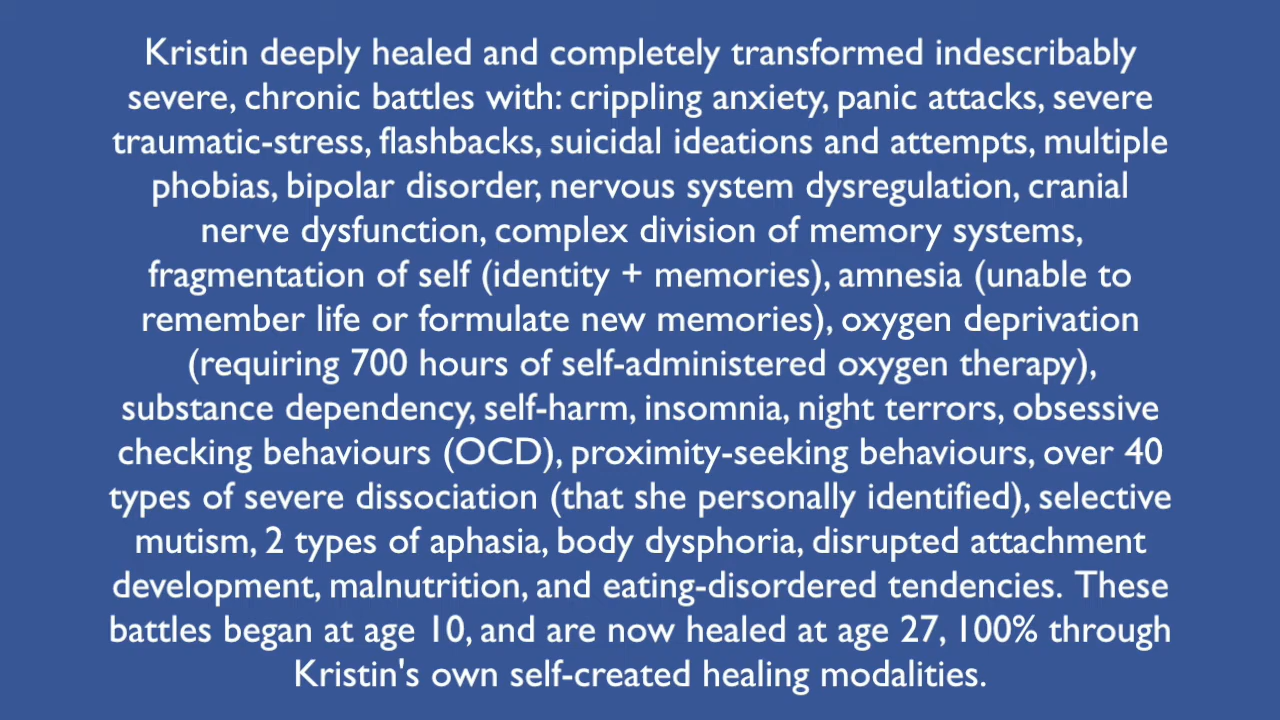 Kristin deeply healed and completely transformed indescribably
severe, chronic battles with: crippling anxiety, panic attacks, severe
traumatic-stress, flashbacks, suicidal ideations and attempts, multiple
phobias, bipolar disorder, nervous system dysregulation, cranial
nerve dysfunction, complex division of memory systems,
fragmentation of self (identity + memories), amnesia (unable to
remember life or formulate new memories), oxygen deprivation
(requiring 700 hours of self-administered oxygen therapy),
substance dependency, self-harm, insomnia, night terrors, obsessive
checking behaviours (OCD), proximity-seeking behaviours, over 40
types of severe dissociation (that she personally identified), selective
mutism, 2 types of aphasia, body dysphoria, disrupted attachment
development, malnutrition, and eating-disordered tendencies. These
battles began at age 10, and are now healed at age 27, 100% through
Kristin's own self-created healing modalities.